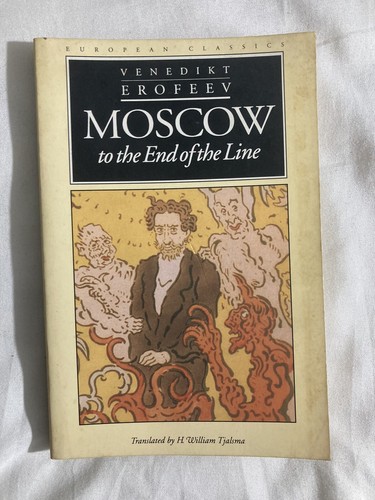 EUROPEAN CLASSICS
VENEDIKT
EROFEEV
MOSCOW
to the End of the Line
Translated by H. William Tjalsma